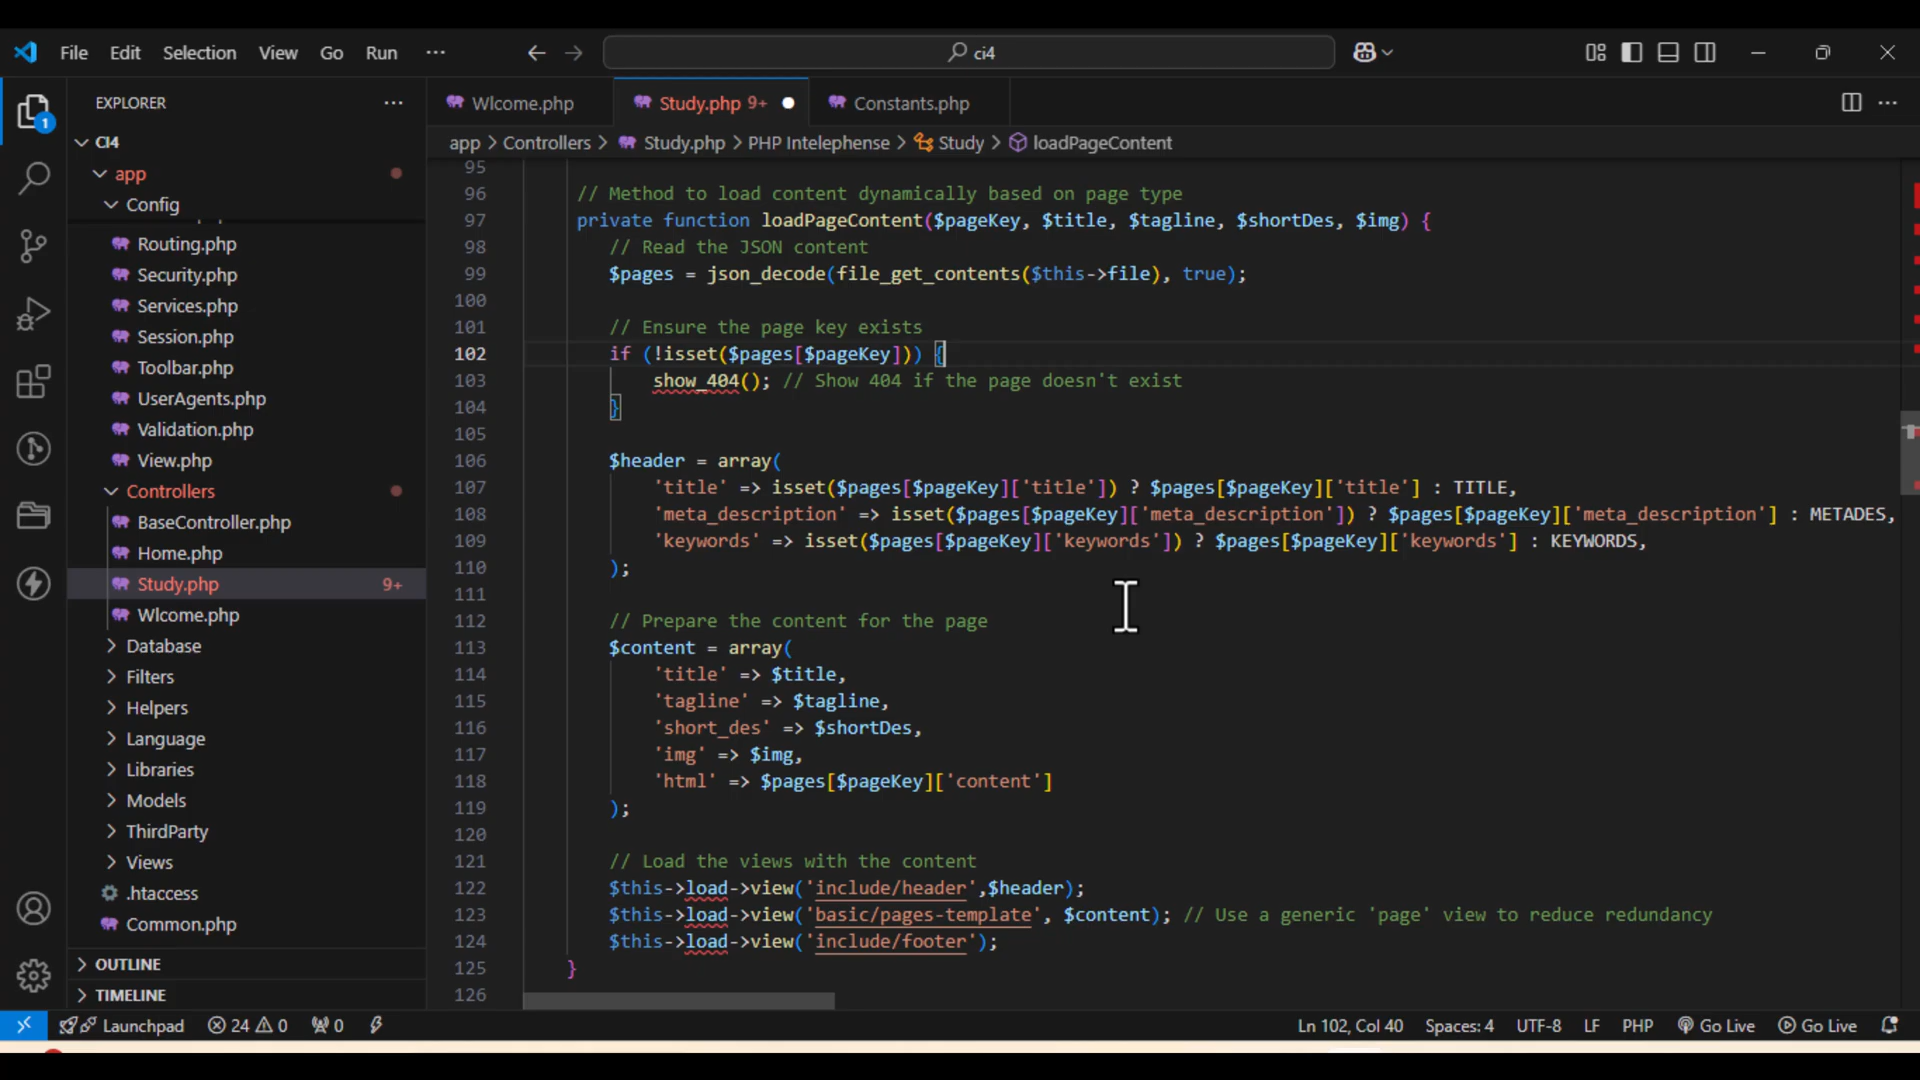 File Edit Selection View Go Run ··· ci4
EXPLORER ···
Wlcome.php Study.php 9+ Constants.php
app > Controllers > Study.php > PHP Intelephense > Study > loadPageContent
1
CI4
app
Config
Routing.php
Security.php
Services.php
Session.php
Toolbar.php
UserAgents.php
Validation.php
View.php
Controllers
BaseController.php
Home.php
Study.php 9+
Wlcome.php
Database
Filters
Helpers
Language
Libraries
Models
ThirdParty
Views
.htaccess
Common.php
OUTLINE
TIMELINE
95
96 // Method to load content dynamically based on page type
97 private function loadPageContent($pageKey, $title, $tagline, $shortDes, $img) {
98 // Read the JSON content
99 $pages = json_decode(file_get_contents($this->file), true);
100
101 // Ensure the page key exists
102 if (!isset($pages[$pageKey])) {
103 show_404(); // Show 404 if the page doesn't exist
104 }
105
106 $header = array(
107 'title' => isset($pages[$pageKey]['title']) ? $pages[$pageKey]['title'] : TITLE,
108 'meta_description' => isset($pages[$pageKey]['meta_description']) ? $pages[$pageKey]['meta_description'] : METADES,
109 'keywords' => isset($pages[$pageKey]['keywords']) ? $pages[$pageKey]['keywords'] : KEYWORDS,
110 );
111
112 // Prepare the content for the page
113 $content = array(
114 'title' => $title,
115 'tagline' => $tagline,
116 'short_des' => $shortDes,
117 'img' => $img,
118 'html' => $pages[$pageKey]['content']
119 );
120
121 // Load the views with the content
122 $this->load->view('include/header',$header);
123 $this->load->view('basic/pages-template', $content); // Use a generic 'page' view to reduce redundancy
124 $this->load->view('include/footer');
125 }
126
Launchpad 24 0 0 Ln 102, Col 40 Spaces: 4 UTF-8 LF PHP Go Live Go Live